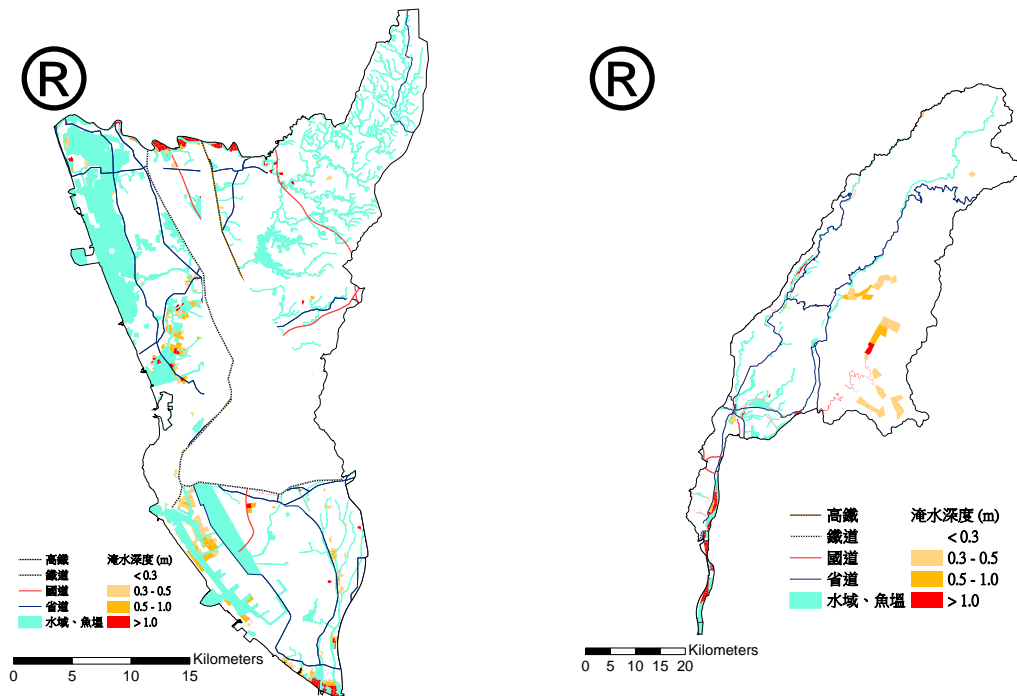 R
R
高鐵 淹水深度 (m)
鐵道 < 0.3
國道 0.3 - 0.5
省道 0.5 - 1.0
水域、魚塭 > 1.0
Kilometers
0 5 10 15
高鐵 淹水深度 (m)
鐵道 < 0.3
國道 0.3 - 0.5
省道 0.5 - 1.0
水域、魚塭 > 1.0
Kilometers
0 5 10 15 20